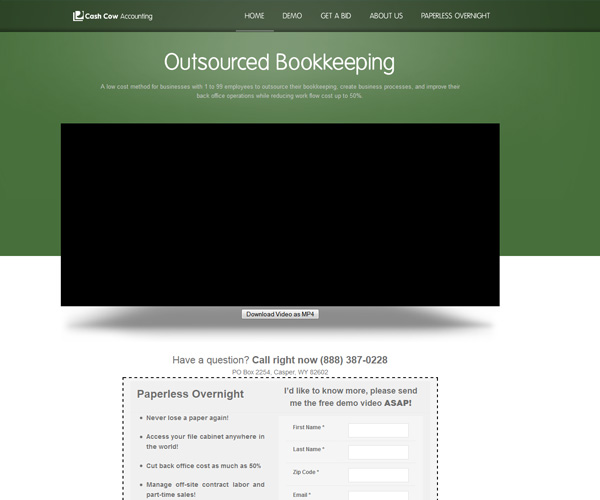 Cash Cow Accounting
HOME DEMO GET A BID ABOUT US PAPERLESS OVERNIGHT
Outsourced Bookkeeping
A low cost method for businesses with 1 to 99 employees to outsource their bookkeeping, create business processes, and improve their
back office operations while reducing work flow cost up to 50%.
Download Video as MP4
Have a question? Call right now (888) 387-0228
PO Box 2254, Casper, WY 82602
Paperless Overnight
Never lose a paper again!
Access your file cabinet anywhere in
the world!
Cut back office cost as much as 50%
Manage off-site contract labor and
part-time sales!
I'd like to know more, please send
me the free demo video ASAP!
First Name *
Last Name *
Zip Code *
Email *